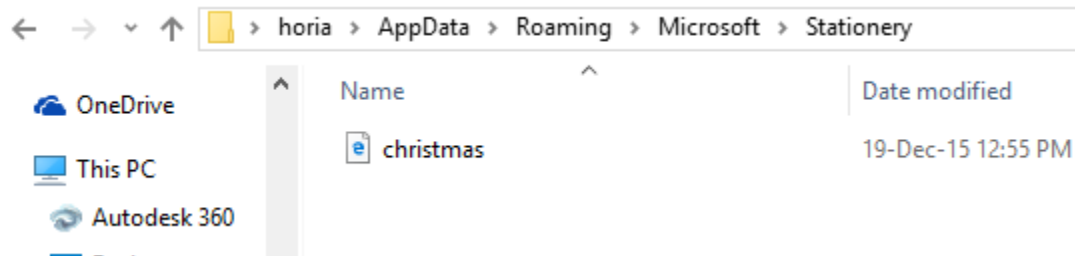 horia > AppData > Roaming > Microsoft > Stationery
OneDrive
Name
Date modified
christmas
19-Dec-15 12:55 PM
This PC
Autodesk 360